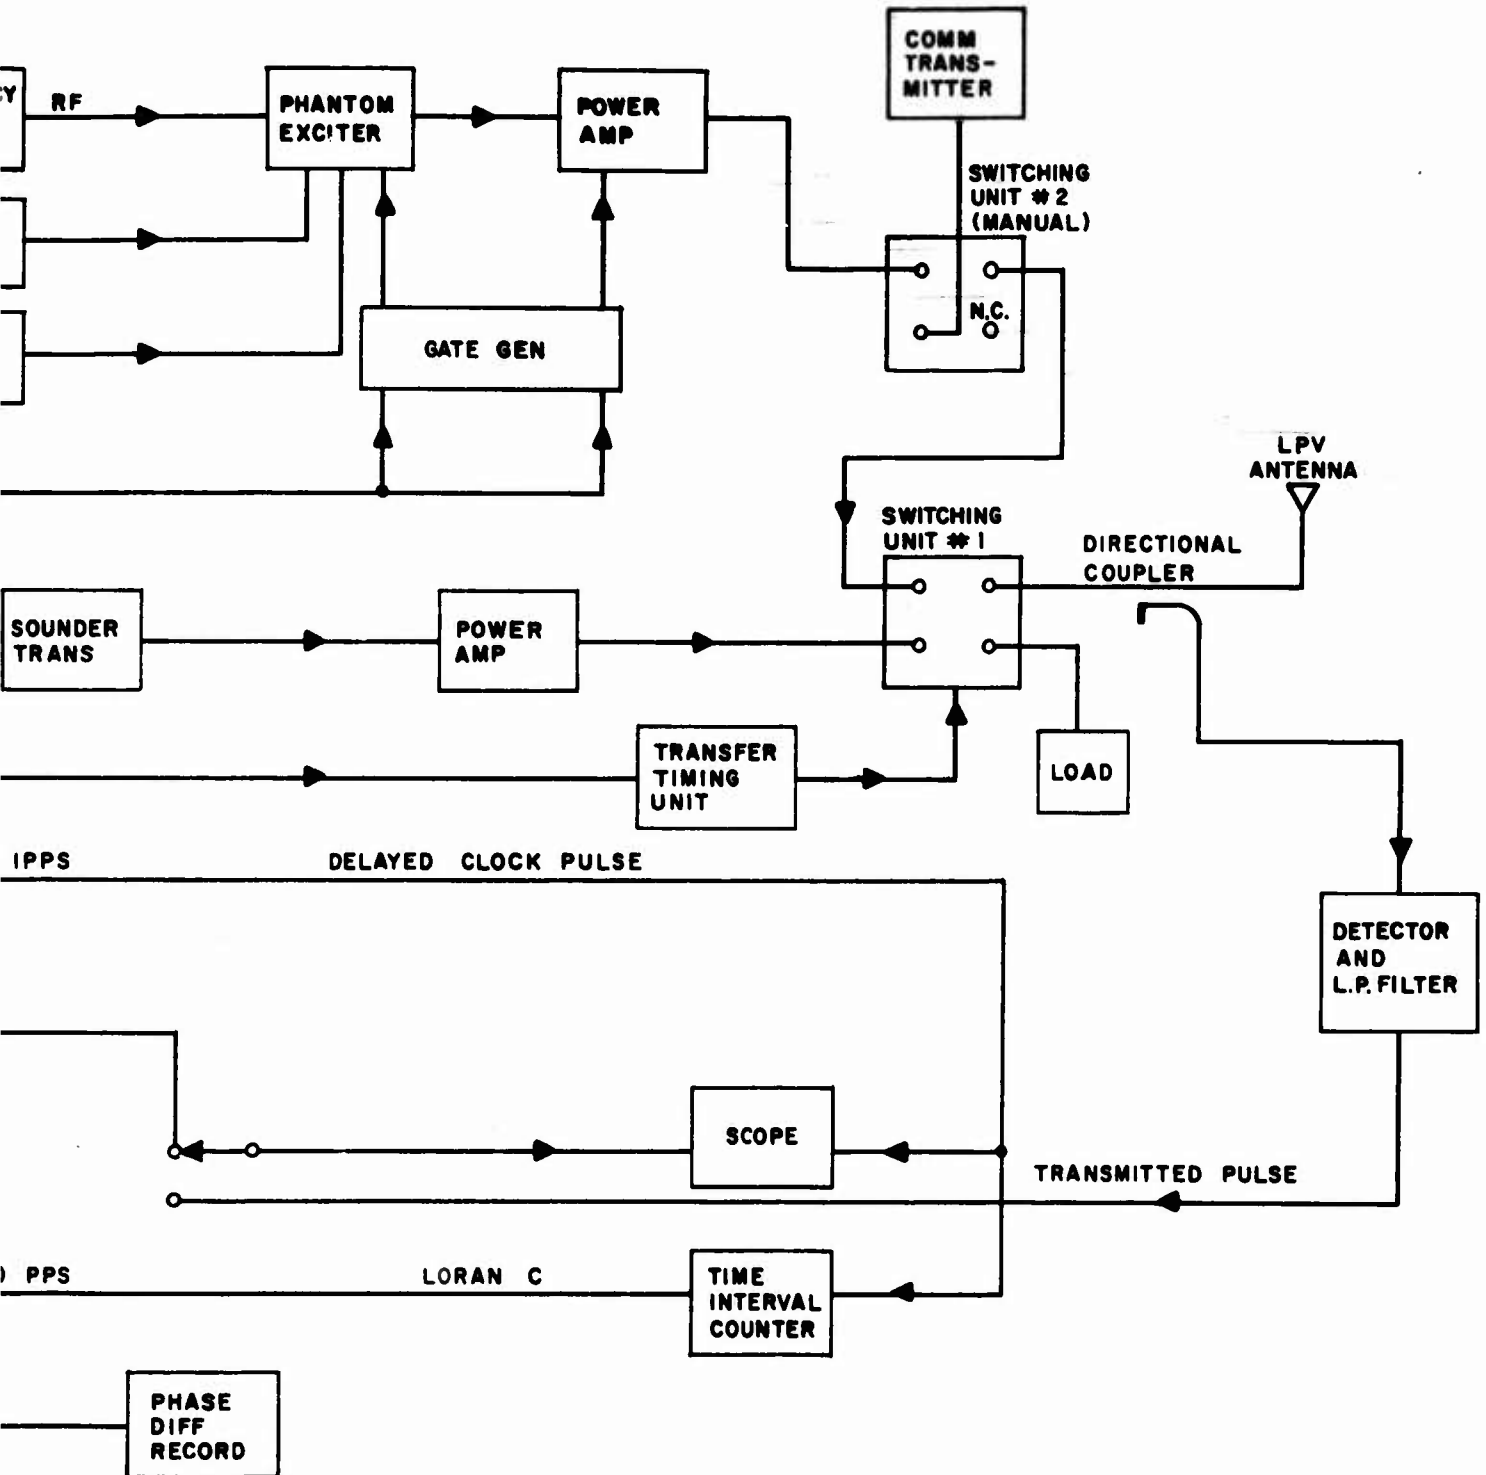 COMM
TRANS-
MITTER
CY
RF
PHANTOM
EXCITER
POWER
AMP
SWITCHING
UNIT #2
(MANUAL)
N.C.
GATE GEN
LPV
ANTENNA
SWITCHING
UNIT #1
DIRECTIONAL
COUPLER
SOUNDER
TRANS
POWER
AMP
TRANSFER
TIMING
UNIT
LOAD
1PPS
DELAYED CLOCK PULSE
DETECTOR
AND
L.P. FILTER
SCOPE
TRANSMITTED PULSE
PPS
LORAN C
TIME
INTERVAL
COUNTER
PHASE
DIFF
RECORD